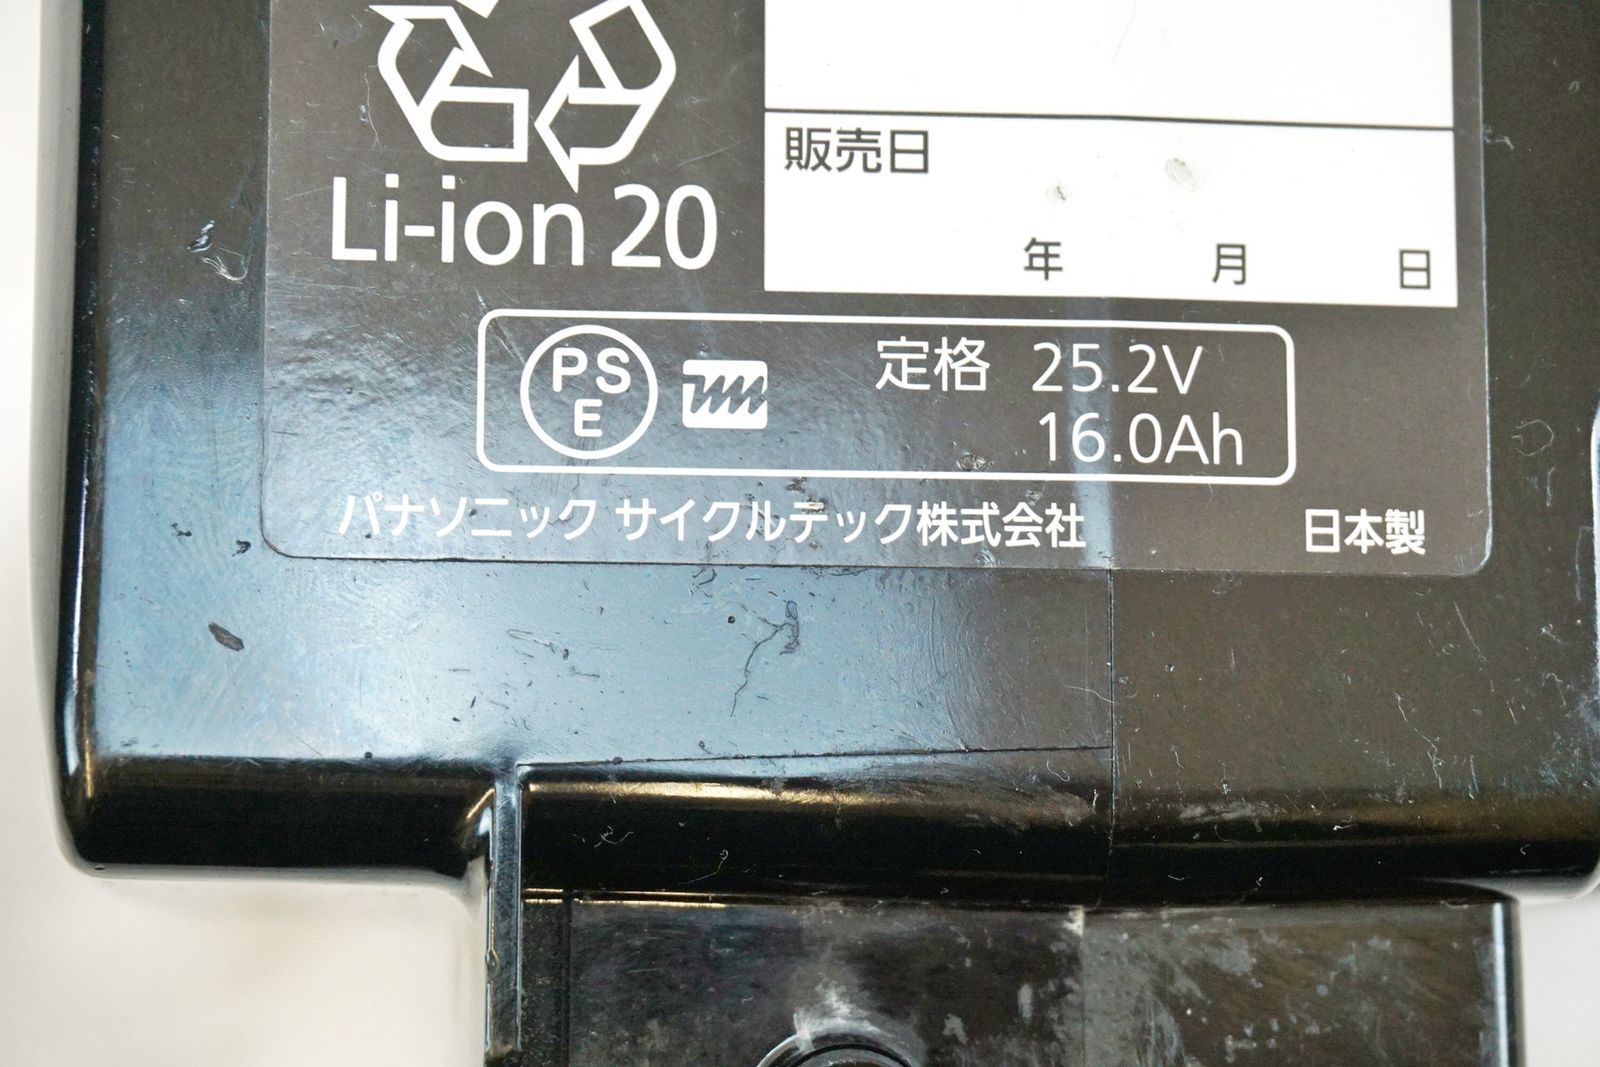 Li-ion 20
販売日
年 月 日
PS
E
定格 25.2V
16.0Ah
パナソニック サイクルテック株式会社
日本製